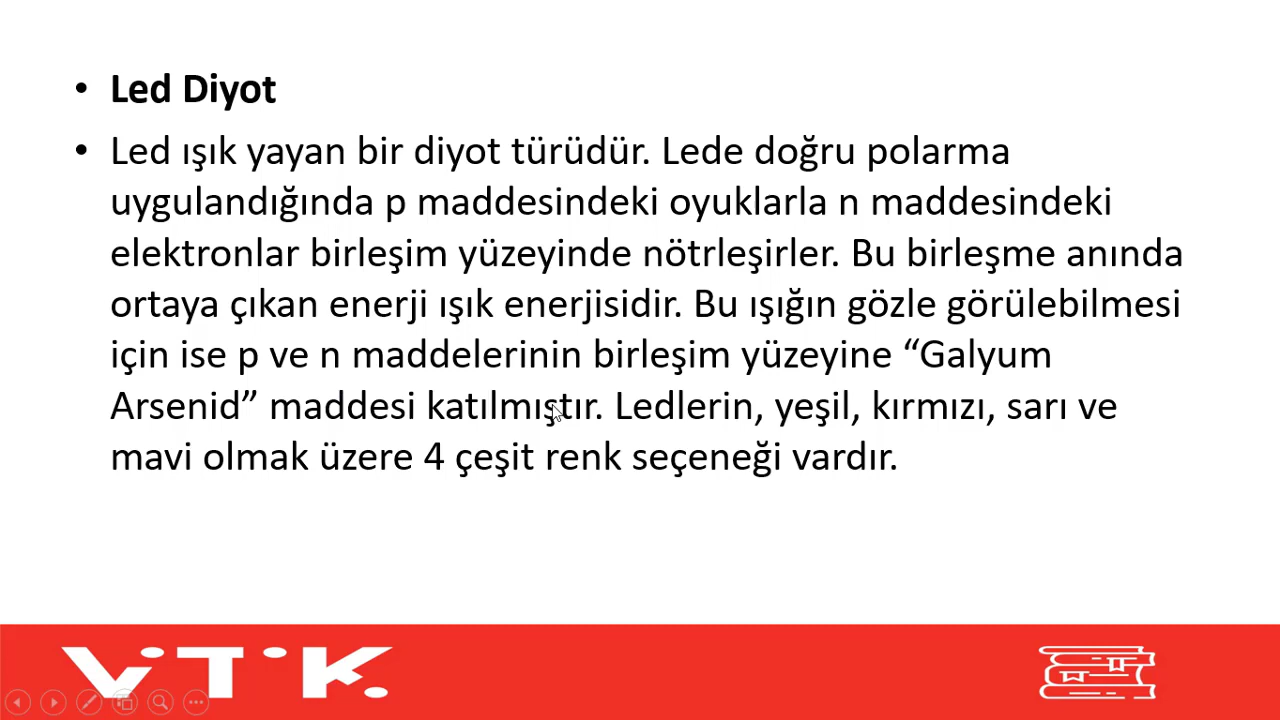 • Led Diyot
• Led ışık yayan bir diyot türüdür. Lede doğru polarma
uygulandığında p maddesindeki oyuklarla n maddesindeki
elektronlar birleşim yüzeyinde nötrleşirler. Bu birleşme anında
ortaya çıkan enerji ışık enerjisidir. Bu ışığın gözle görülebilmesi
için ise p ve n maddelerinin birleşim yüzeyine “Galyum
Arsenid” maddesi katılmıştır. Ledlerin, yeşil, kırmızı, sarı ve
mavi olmak üzere 4 çeşit renk seçeneği vardır.
VTK